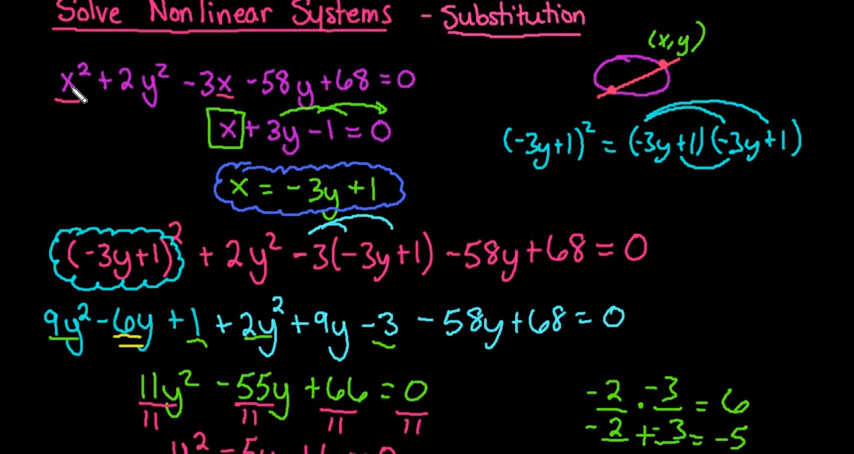 Solve Nonlinear Systems - Substitution
(x,y)
x² + 2y² - 3x - 58y + 68 = 0
x + 3y - 1 = 0
(-3y+1)² = (-3y+1)(-3y+1)
x = -3y + 1
(-3y+1)² + 2y² - 3(-3y+1) - 58y + 68 = 0
9y² - 6y + 1 + 2y² + 9y - 3 - 58y + 68 = 0
11y² - 55y + 66 = 0
11 11 11 11
-2 · -3 = 6
-2 + -3 = -5